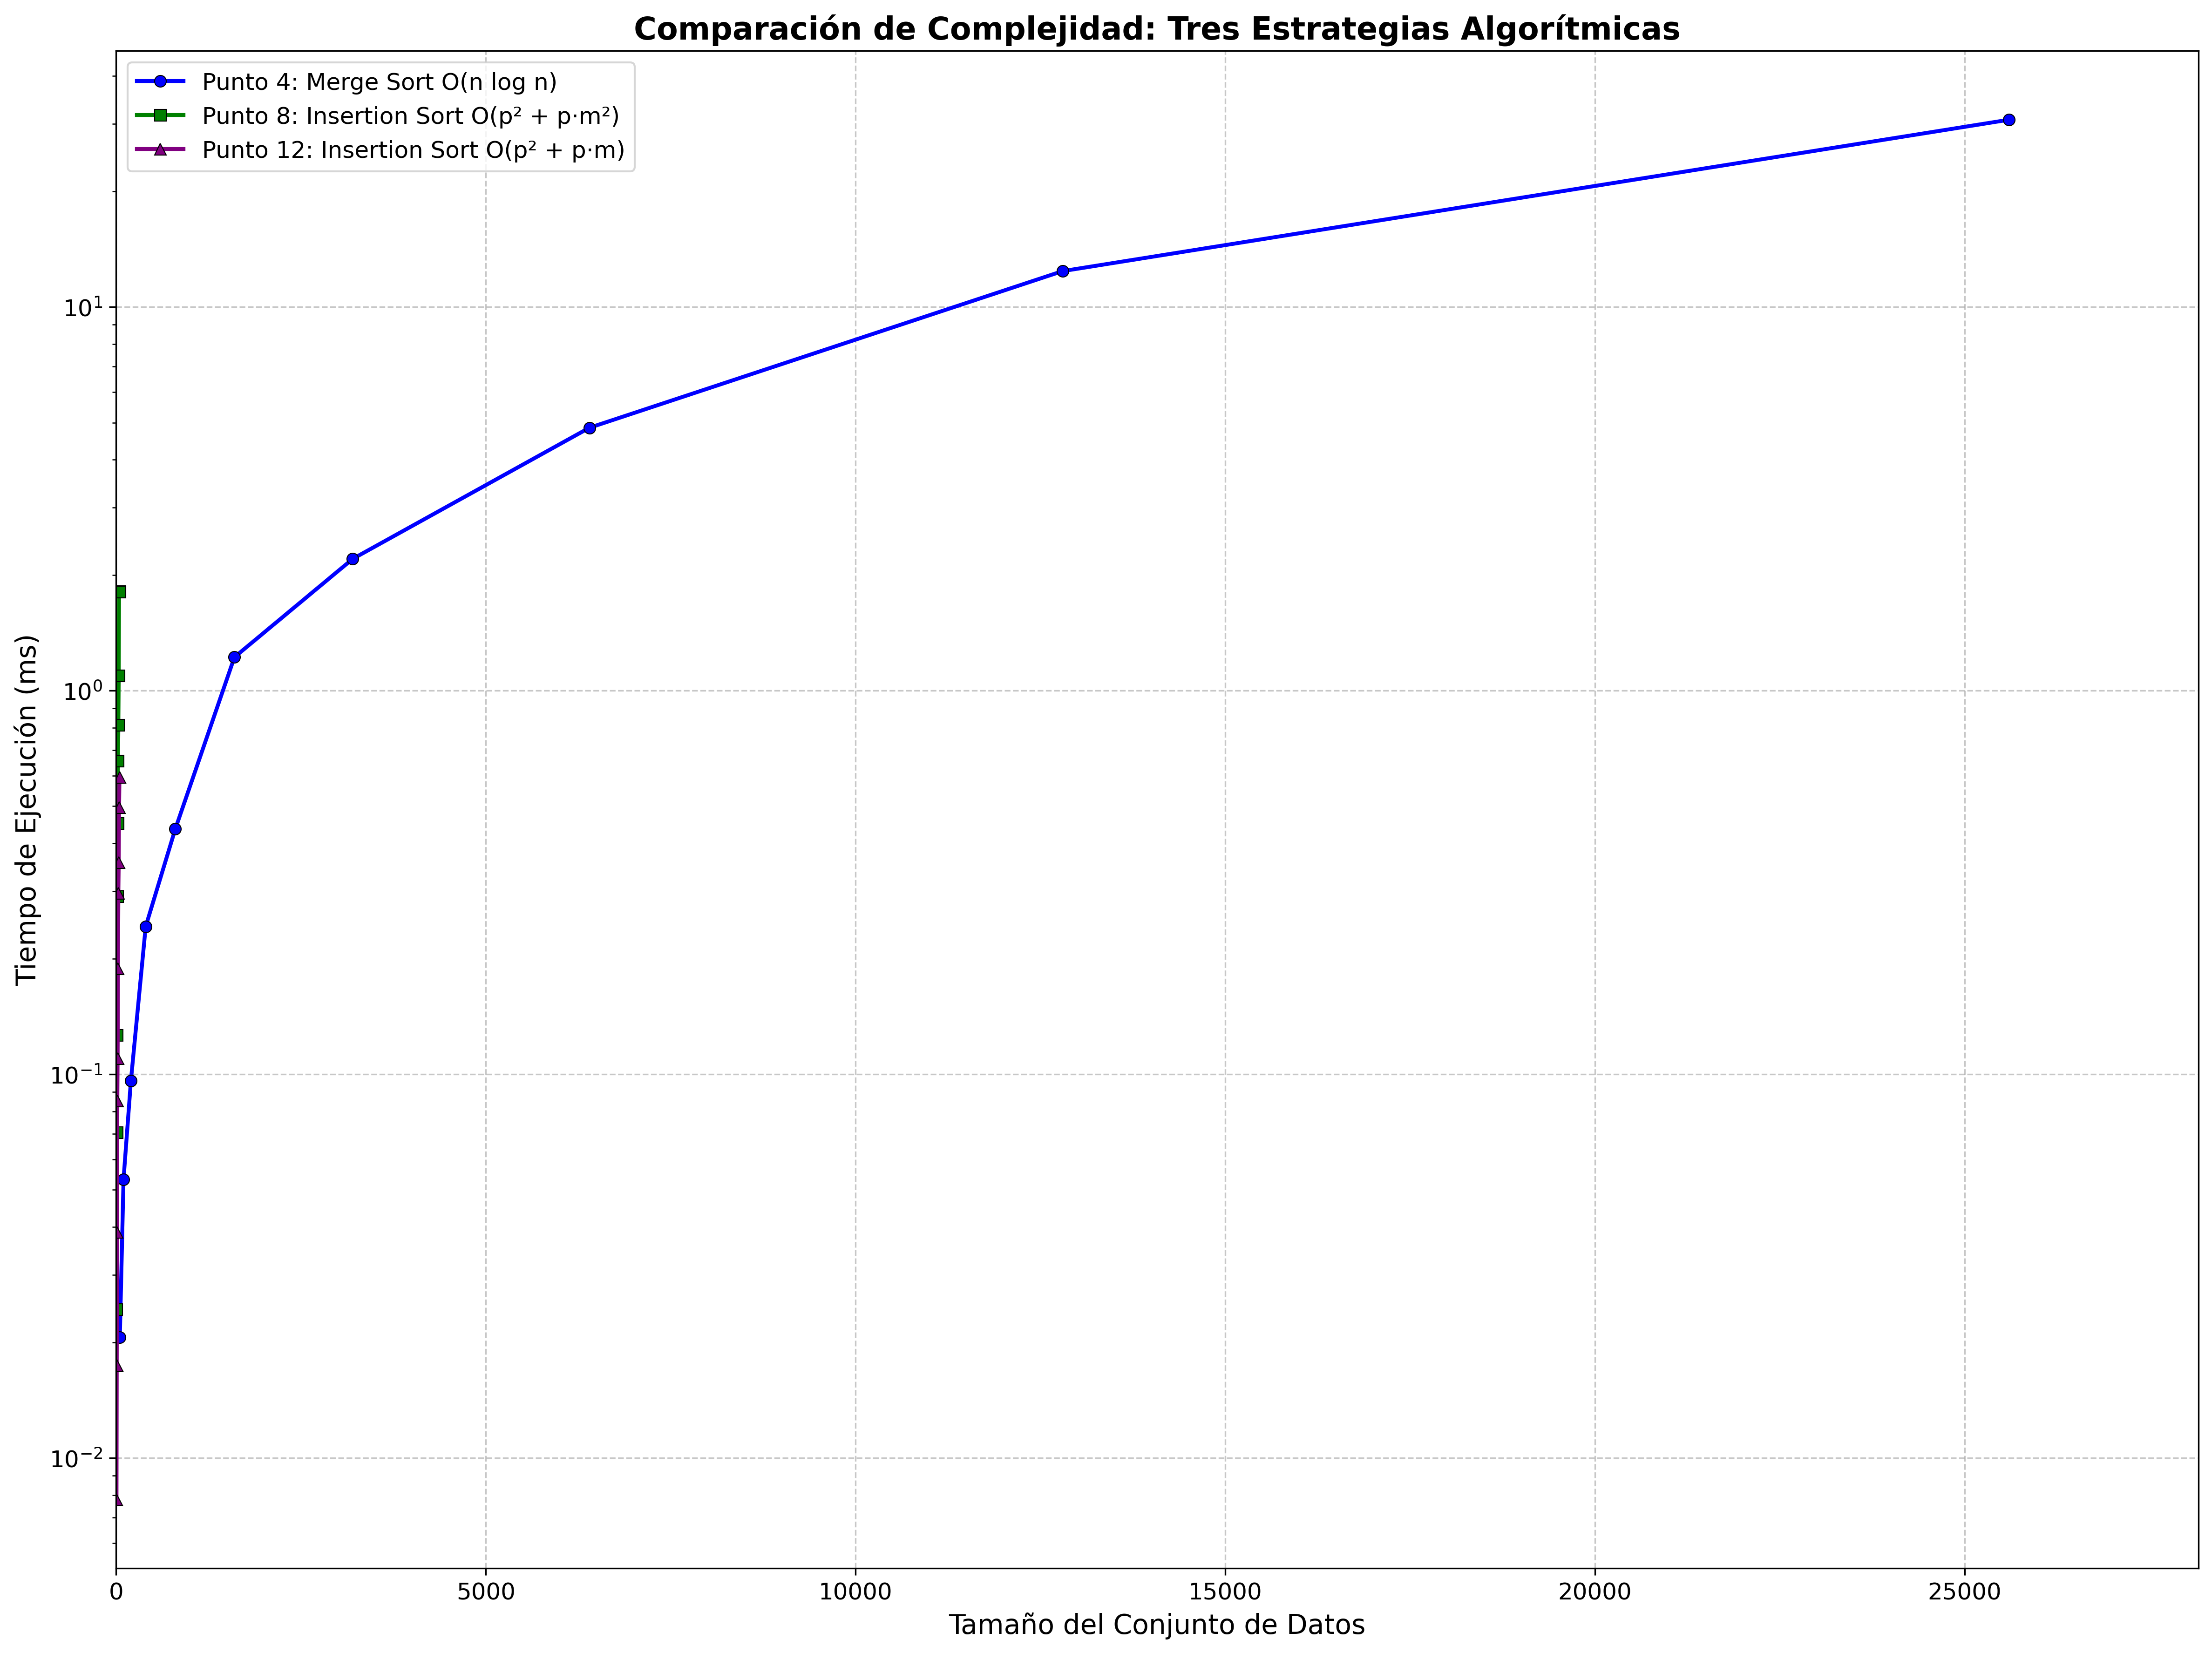 Comparación de Complejidad: Tres Estrategias Algorítmicas
Punto 4: Merge Sort O(n log n)
Punto 8: Insertion Sort O(p² + p·m²)
Punto 12: Insertion Sort O(p² + p·m)
Tiempo de Ejecución (ms)
10¹
10⁰
10⁻¹
10⁻²
0 5000 10000 15000 20000 25000
Tamaño del Conjunto de Datos